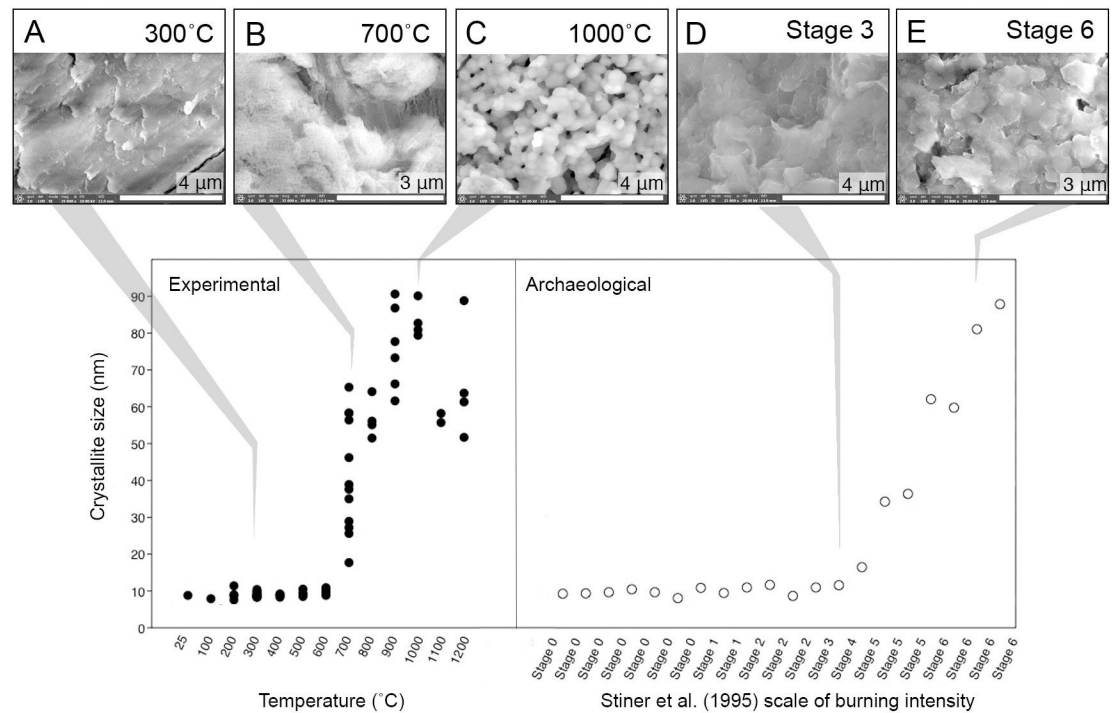 A
300˚C
4 µm
B
700˚C
3 µm
C
1000˚C
4 µm
D
Stage 3
4 µm
E
Stage 6
3 µm
Experimental
Archaeological
Crystallite size (nm)
90
80
70
60
50
40
30
20
10
0
25
100
200
300
400
500
600
700
800
900
1000
1100
1200
Stage 0
Stage 0
Stage 0
Stage 0
Stage 0
Stage 0
Stage 0
Stage 1
Stage 1
Stage 2
Stage 2
Stage 2
Stage 3
Stage 4
Stage 5
Stage 5
Stage 5
Stage 6
Stage 6
Stage 6
Stage 6
Temperature (˚C)
Stiner et al. (1995) scale of burning intensity